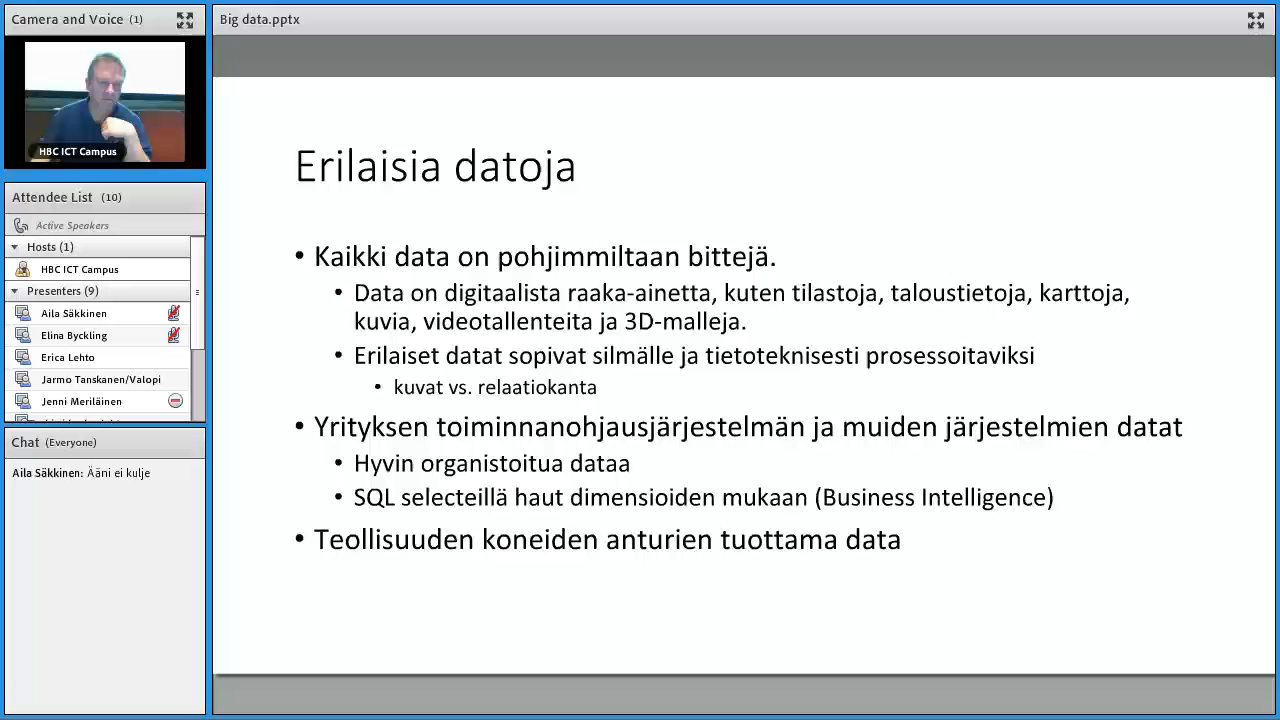 Camera and Voice (1)
HBC ICT Campus
Attendee List (10)
Active Speakers
Hosts (1)
HBC ICT Campus
Presenters (9)
Aila Säkkinen
Elina Byckling
Erica Lehto
Jarmo Tanskanen/Valopi
Jenni Meriläinen
Chat (Everyone)
Aila Säkkinen: Ääni ei kulje
Big data.pptx
Erilaisia datoja
• Kaikki data on pohjimmiltaan bittejä.
• Data on digitaalista raaka-ainetta, kuten tilastoja, taloustietoja, karttoja,
kuvia, videotallenteita ja 3D-malleja.
• Erilaiset datat sopivat silmälle ja tietoteknisesti prosessoitaviksi
• kuvat vs. relaatiokanta
• Yrityksen toiminnanohjausjärjestelmän ja muiden järjestelmien datat
• Hyvin organistoitua dataa
• SQL selecteillä haut dimensioiden mukaan (Business Intelligence)
• Teollisuuden koneiden anturien tuottama data